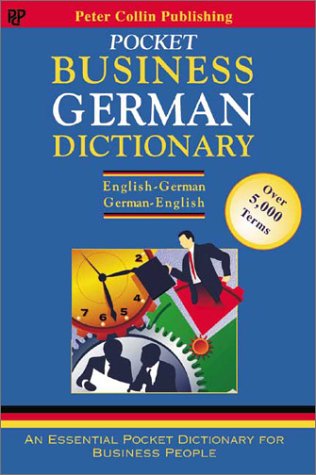 PCP
Peter Collin Publishing
POCKET
BUSINESS
GERMAN
DICTIONARY
English-German
German-English
Over
5,000
Terms
AN ESSENTIAL POCKET DICTIONARY FOR
BUSINESS PEOPLE